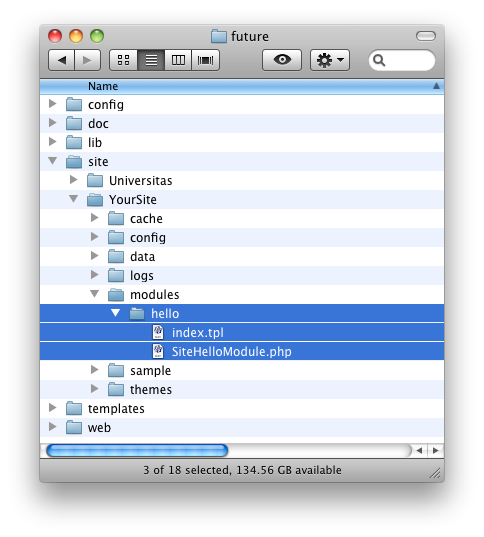 future
Name
config
doc
lib
site
Universitas
YourSite
cache
config
data
logs
modules
hello
index.tpl
SiteHelloModule.php
sample
themes
templates
web
3 of 18 selected, 134.56 GB available